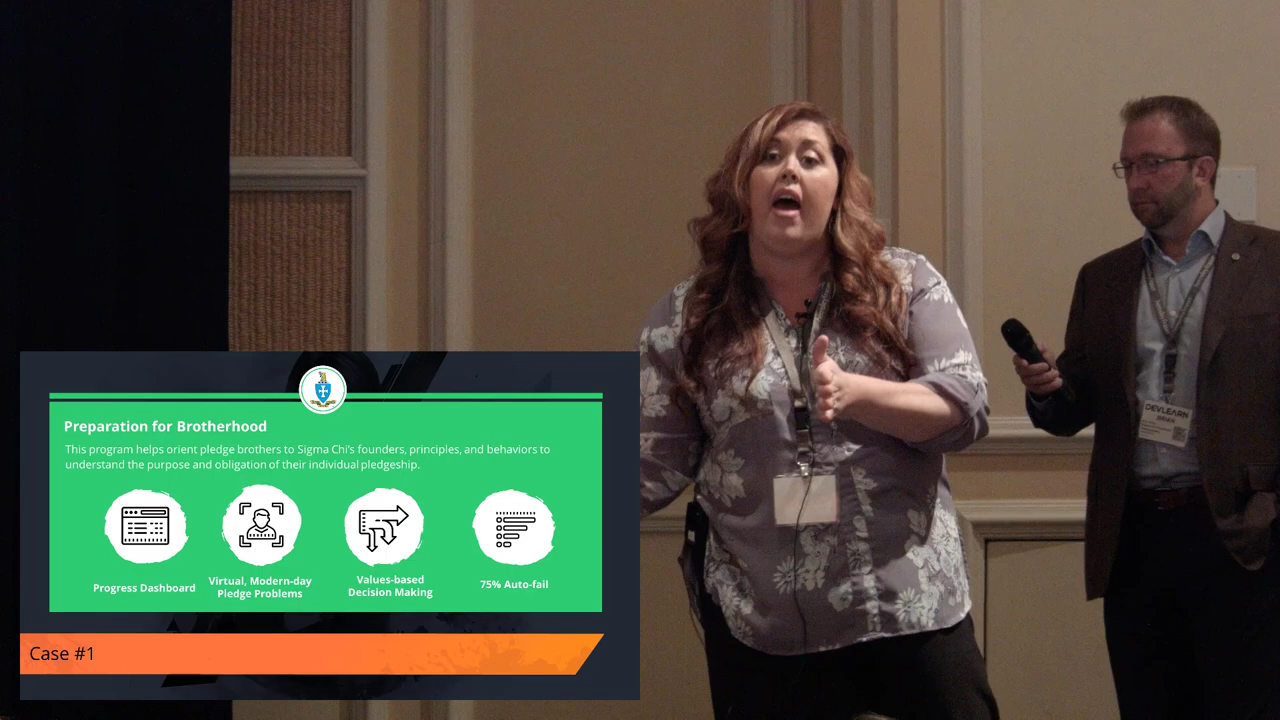 Preparation for Brotherhood
This program helps orient pledge brothers to Sigma Chi's founders, principles, and behaviors to
understand the purpose and obligation of their individual pledgeship.
Progress Dashboard
Virtual, Modern-day
Pledge Problems
Values-based
Decision Making
75% Auto-fail
Case #1
DEVLEARN
BRIAN